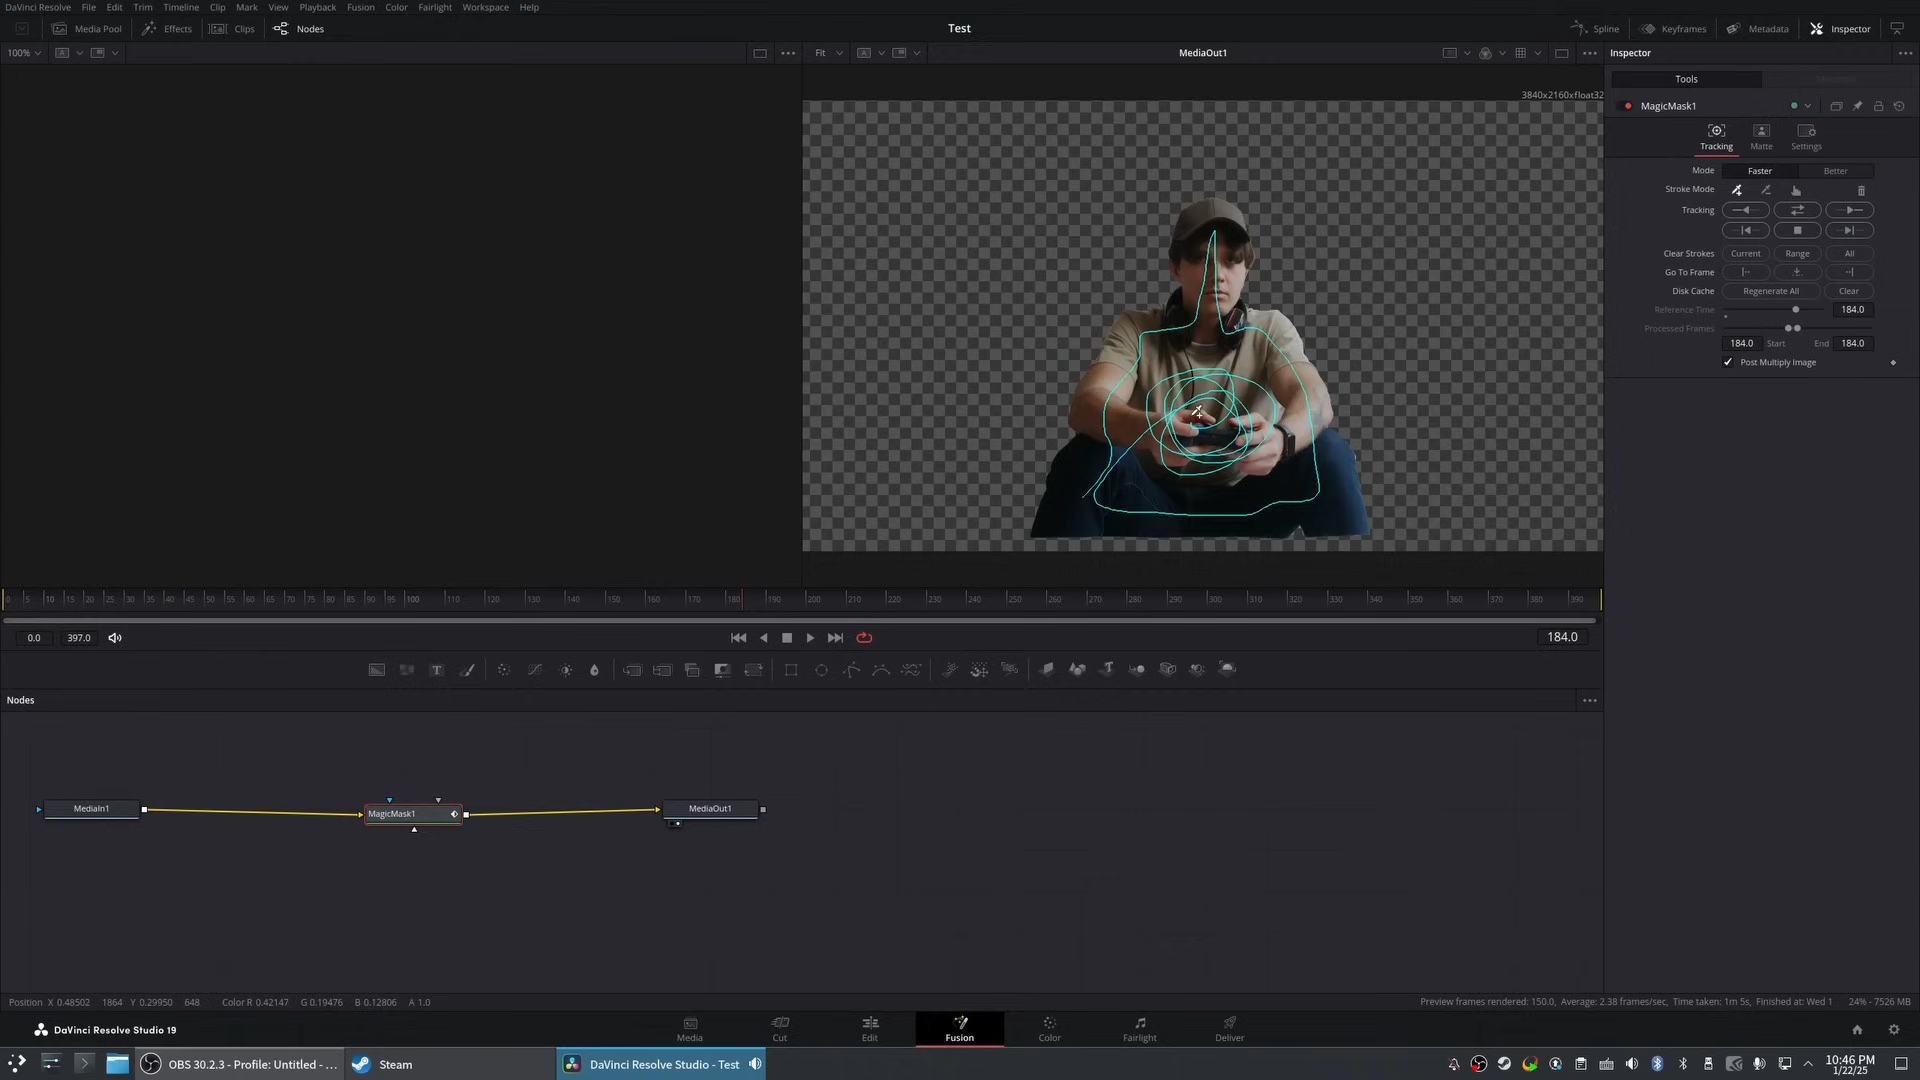 DaVinci Resolve File Edit Trim Timeline Clip Mark View Playback Fusion Color Fairlight Workspace Help
Media Pool Effects Clips Nodes Test Spline Keyframes Metadata Inspector
100% Fit MediaOut1 Inspector
Tools
3840x2160xfloat32
MagicMask1
Tracking Matte Settings
Mode Faster Better
Stroke Mode
Tracking
Clear Strokes Current Range All
Go To Frame
Disk Cache Regenerate All Clear
Reference Time 184.0
Processed Frames
184.0 Start End 184.0
Post Multiply Image
0 5 10 15 20 25 30 35 40 45 50 55 60 65 70 75 80 85 90 95 100 110 120 130 140 150 160 170 180 190 200 210 220 230 240 250 260 270 280 290 300 310 320 330 340 350 360 370 380 390
0.0 397.0 184.0
T
Nodes
MediaIn1 MagicMask1 MediaOut1
Position X 0.48502 1864 Y 0.29950 648 Color R 0.42147 G 0.19476 B 0.12806 A 1.0
Preview frames rendered: 150.0, Average: 2.38 frames/sec, Time taken: 1m 5s, Finished at: Wed 1 24% - 7526 MB
DaVinci Resolve Studio 19
Media Cut Edit Fusion Color Fairlight Deliver
OBS 30.2.3 - Profile: Untitled - ... Steam DaVinci Resolve Studio - Test
10:46 PM
1/22/25